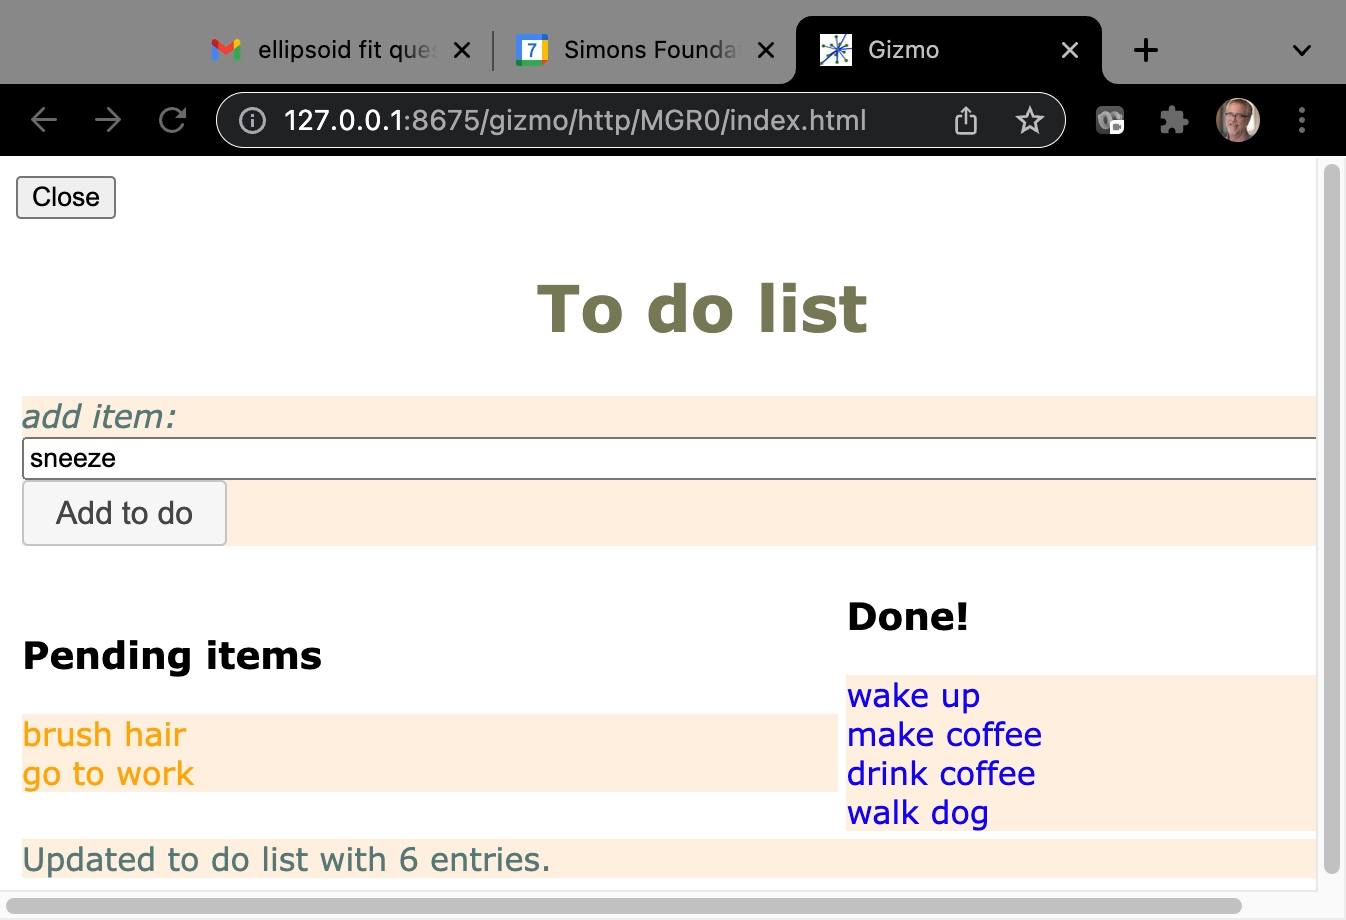 ellipsoid fit ques
7
Simons Foundat
Gizmo
127.0.0.1:8675/gizmo/http/MGR0/index.html
Close
To do list
add item:
sneeze
Add to do
Pending items
brush hair
go to work
Done!
wake up
make coffee
drink coffee
walk dog
Updated to do list with 6 entries.